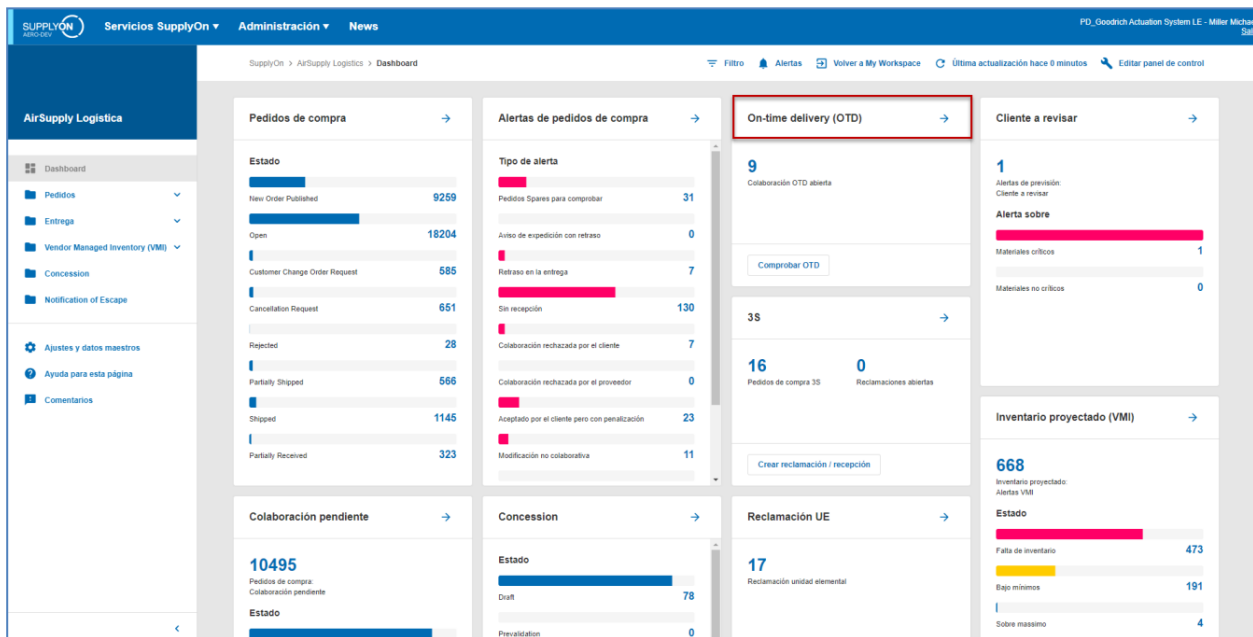 SUPPLYON
AERO-DEV
Servicios SupplyOn ▾
Administración ▾
News
PD_Goodrich Actuation System LE - Miller Michae
Sali
AirSupply Logística
Dashboard
Pedidos
Entrega
Vendor Managed Inventory (VMI)
Concession
Notification of Escape
Ajustes y datos maestros
Ayuda para esta página
Comentarios
SupplyOn > AirSupply Logistics > Dashboard
Filtro
Alertas
Volver a My Workspace
Última actualización hace 0 minutos
Editar panel de control
Pedidos de compra
Estado
New Order Published 9259
Open 18204
Customer Change Order Request 585
Cancellation Request 651
Rejected 28
Partially Shipped 566
Shipped 1145
Partially Received 323
Alertas de pedidos de compra
Tipo de alerta
Pedidos Spares para comprobar 31
Aviso de expedición con retraso 0
Retraso en la entrega 7
Sin recepción 130
Colaboración rechazada por el cliente 7
Colaboración rechazada por el proveedor 0
Aceptado por el cliente pero con penalización 23
Modificación no colaborativa 11
On-time delivery (OTD)
9
Colaboración OTD abierta
Comprobar OTD
3S
16 0
Pedidos de compra 3S Reclamaciones abiertas
Crear reclamación / recepción
Cliente a revisar
1
Alertas de previsión:
Cliente a revisar
Alerta sobre
Materiales críticos 1
Materiales no críticos 0
Inventario proyectado (VMI)
668
Inventario proyectado:
Alertas VMI
Estado
Falta de inventario 473
Bajo mínimos 191
Sobre massimo 4
Colaboración pendiente
10495
Pedidos de compra:
Colaboración pendiente
Estado
Concession
Estado
Draft 78
Prevalidation 0
Reclamación UE
17
Reclamación unidad elemental